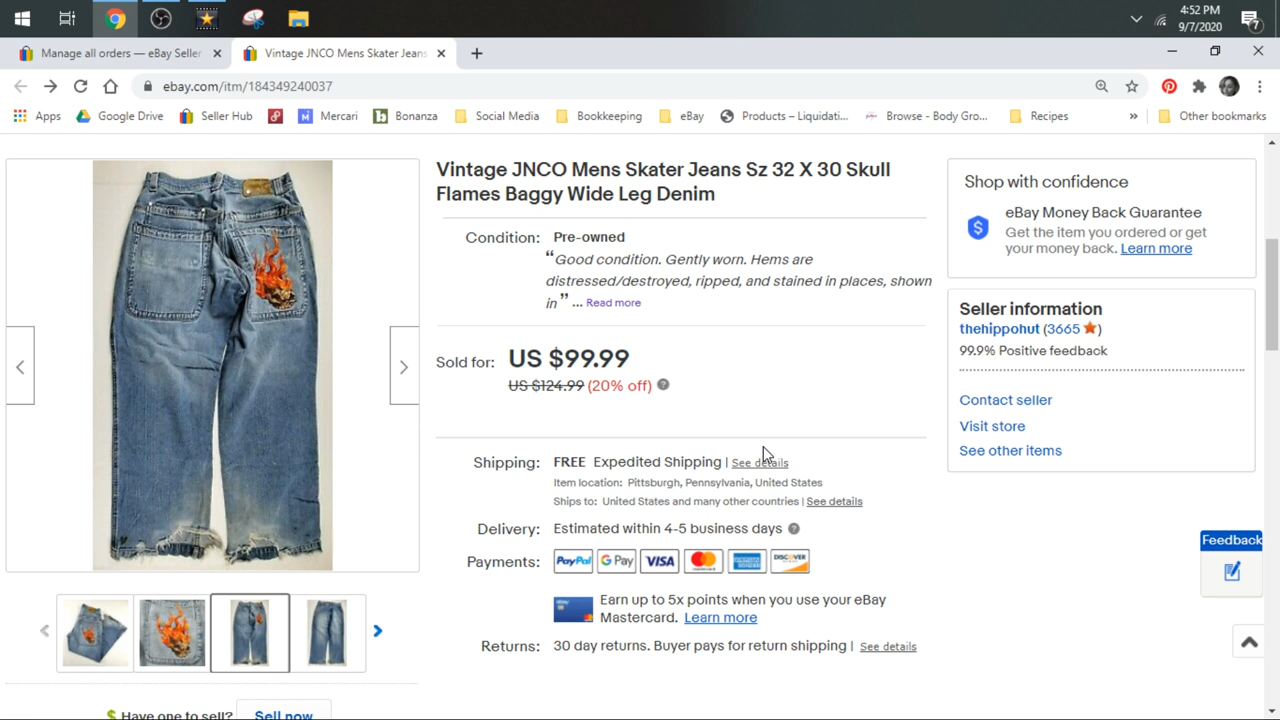 4:52 PM
9/7/2020
7
Manage all orders — eBay Seller
Vintage JNCO Mens Skater Jeans
ebay.com/itm/184349240037
Apps
Google Drive
Seller Hub
Mercari
Bonanza
Social Media
Bookkeeping
eBay
Products – Liquidati...
Browse - Body Gro...
Recipes
»
Other bookmarks
Vintage JNCO Mens Skater Jeans Sz 32 X 30 Skull
Flames Baggy Wide Leg Denim
Condition: Pre-owned
“Good condition. Gently worn. Hems are
distressed/destroyed, ripped, and stained in places, shown
in” ... Read more
Sold for: US $99.99
US $124.99 (20% off)
Shipping: FREE Expedited Shipping | See details
Item location: Pittsburgh, Pennsylvania, United States
Ships to: United States and many other countries | See details
Delivery: Estimated within 4-5 business days
Payments: PayPal G Pay VISA mastercard AMERICAN EXPRESS DISCOVER
Earn up to 5x points when you use your eBay
Mastercard. Learn more
Returns: 30 day returns. Buyer pays for return shipping | See details
Shop with confidence
eBay Money Back Guarantee
Get the item you ordered or get
your money back. Learn more
Seller information
thehippohut (3665)
99.9% Positive feedback
Contact seller
Visit store
See other items
Feedback
Have one to sell? Sell now